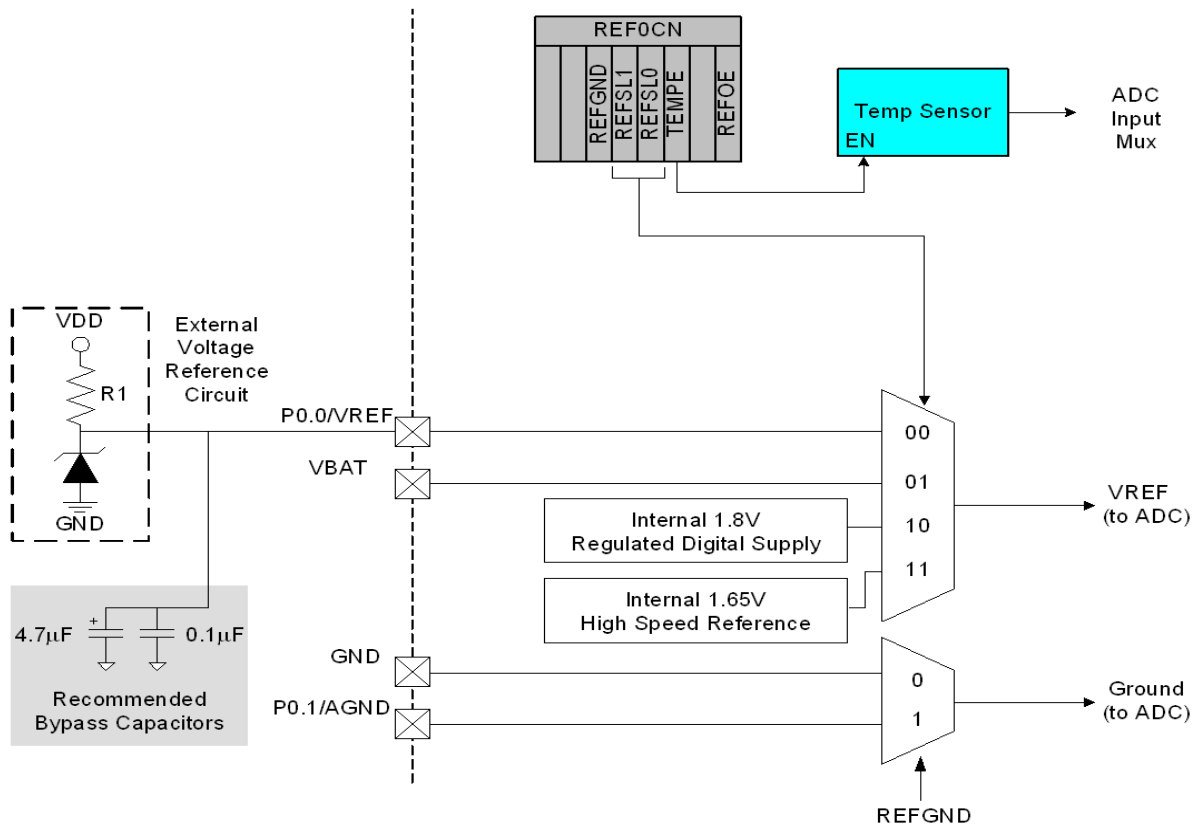 REF0CN
REFGND
REFSL1
REFSL0
TEMPE
REFOE
Temp Sensor
EN
ADC
Input
Mux
VDD
R1
GND
External
Voltage
Reference
Circuit
P0.0/VREF
VBAT
00
01
10
11
Internal 1.8V
Regulated Digital Supply
Internal 1.65V
High Speed Reference
VREF
(to ADC)
+
4.7μF
0.1μF
Recommended
Bypass Capacitors
GND
P0.1/AGND
0
1
Ground
(to ADC)
REFGND